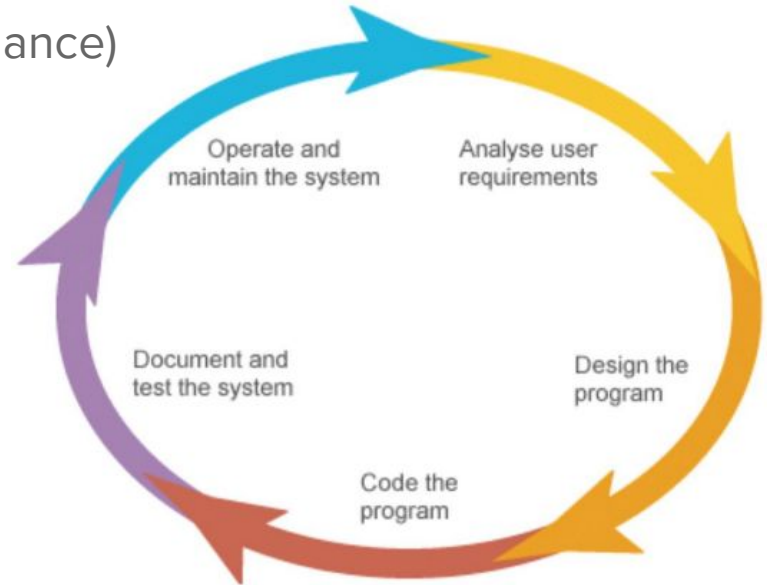 ance)
Operate and
maintain the system
Analyse user
requirements
Document and
test the system
Design the
program
Code the
program